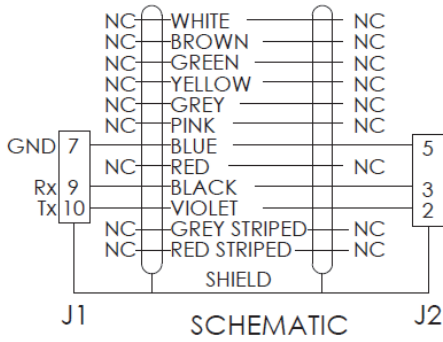 NC WHITE NC
NC BROWN NC
NC GREEN NC
NC YELLOW NC
NC GREY NC
NC PINK NC
GND 7 BLUE 5
NC RED NC
Rx 9 BLACK 3
Tx 10 VIOLET 2
NC GREY STRIPED NC
NC RED STRIPED NC
SHIELD
J1 SCHEMATIC J2